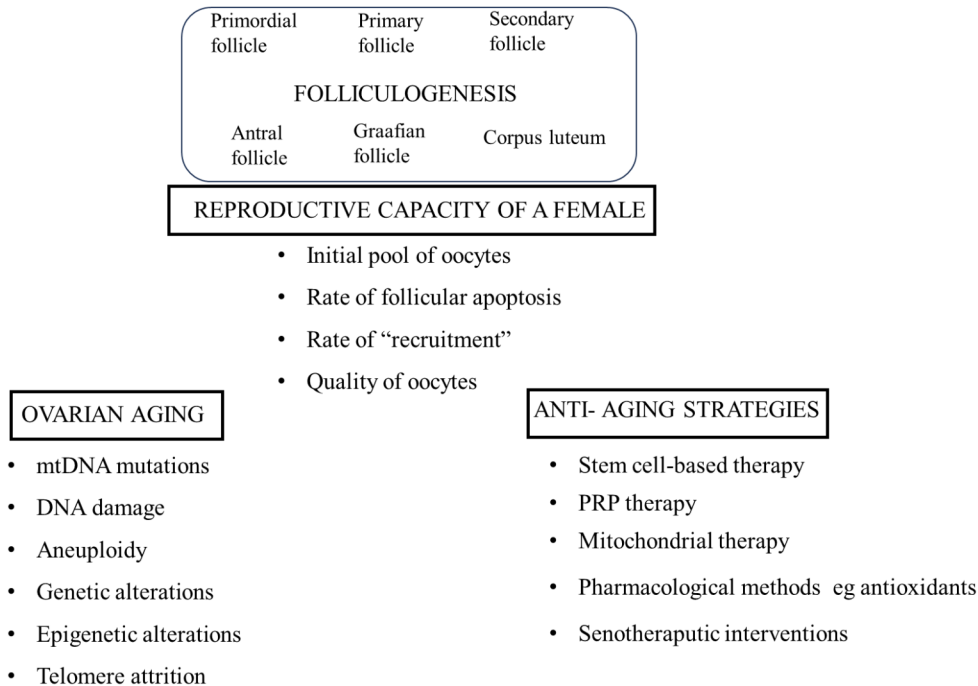 Primordial follicle
Primary follicle
Secondary follicle
FOLLICULOGENESIS
Antral follicle
Graafian follicle
Corpus luteum
REPRODUCTIVE CAPACITY OF A FEMALE
• Initial pool of oocytes
• Rate of follicular apoptosis
• Rate of “recruitment”
• Quality of oocytes
OVARIAN AGING
• mtDNA mutations
• DNA damage
• Aneuploidy
• Genetic alterations
• Epigenetic alterations
• Telomere attrition
ANTI- AGING STRATEGIES
• Stem cell-based therapy
• PRP therapy
• Mitochondrial therapy
• Pharmacological methods eg antioxidants
• Senotheraputic interventions